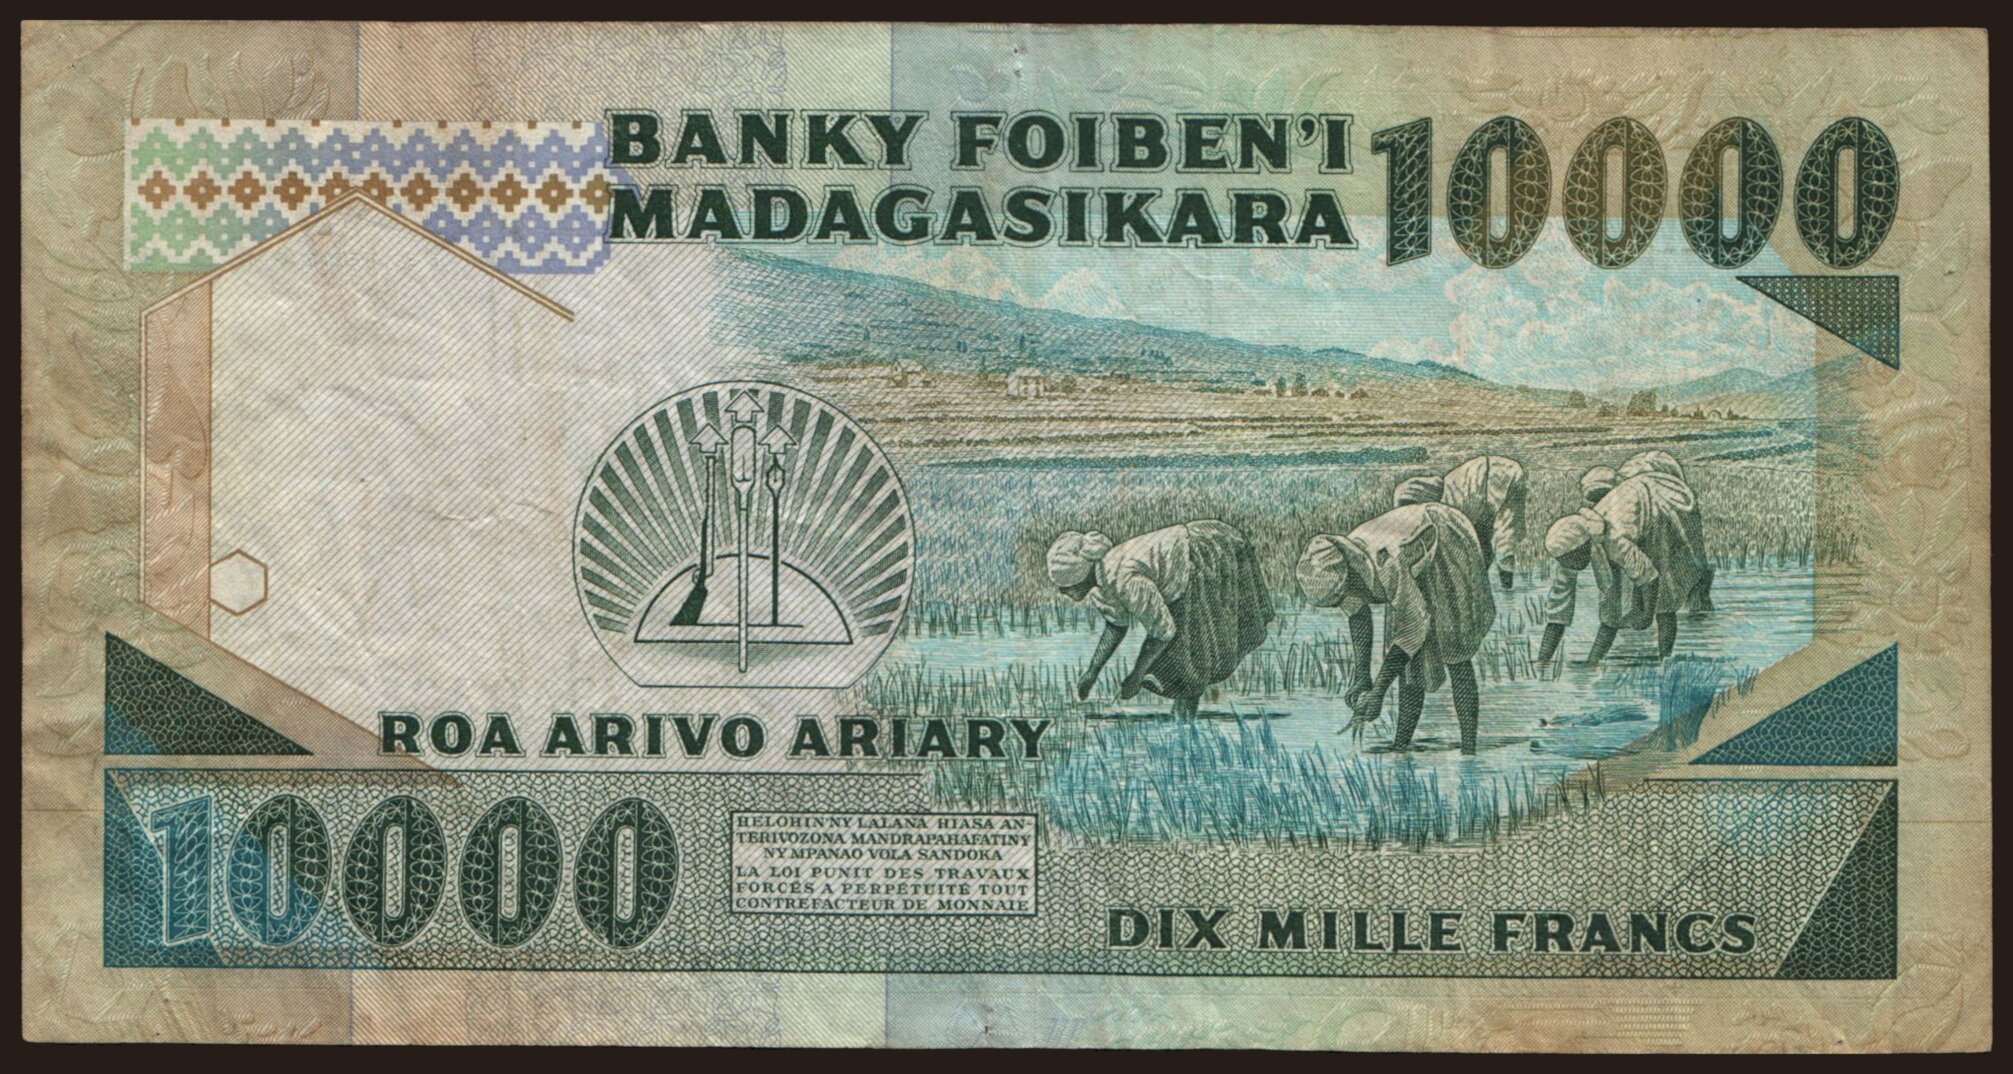 BANKY FOIBEN'I
MADAGASIKARA
10000
ROA ARIVO ARIARY
10000
HELOHIN'NY LALANA HIASA AN-
TERIVOZONA MANDRAPAHAFATINY
NY MPANAO VOLA SANDOKA
LA LOI PUNIT DES TRAVAUX
FORCÉS A PERPÉTUITÉ TOUT
CONTREFACTEUR DE MONNAIE
DIX MILLE FRANCS